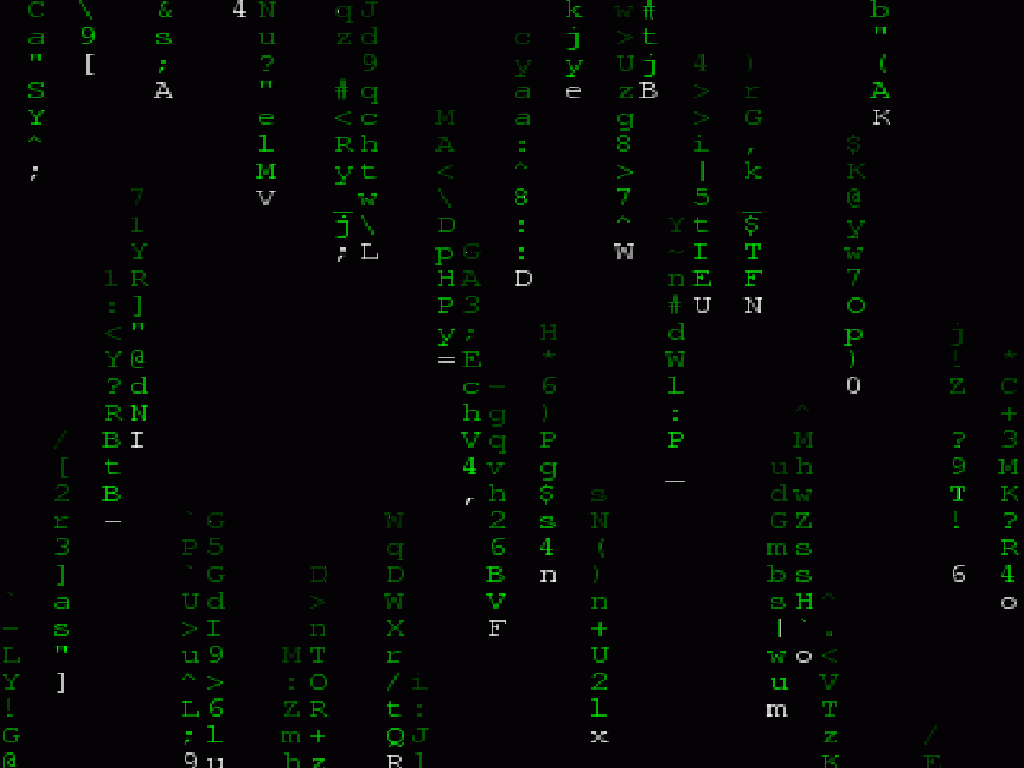 C \ & 4 N q J k w # b
a 9 s u z d c j > t "
" [ ; ? 9 y y U j 4 ) (
S A " # q a e z B > r A
Y e < c M a g > G K
^ l R h A : 8 i , $
; M y t < ^ > | k K
7 V w \ 8 7 5 @
1 j \ D : ^ Y t $ y
Y ; L p G : W ~ I T w
1 R H A D n E F 7
: ] P 3 # U N O
< " y ; H d p j
Y @ = E * W ) ! *
? d c - 6 l 0 Z C
R N h g ) : ^ +
/ B I V q P P M ? 3
[ t 4 v g _ u h 9 M
2 B , h $ s d w T K
r _ ` G W 2 s N G Z ! ?
3 P 5 q 6 4 ( m s R
] ` G D D B n ) b s 6 4
` a U d > W V n s H ^ o
_ s > I n X F + | ` .
L " u 9 M T r U w o <
Y ] ^ > : O / i 2 u V
! L 6 Z R t : l m T
G ; l m + Q J x z /
@ 9 u h z R l K E